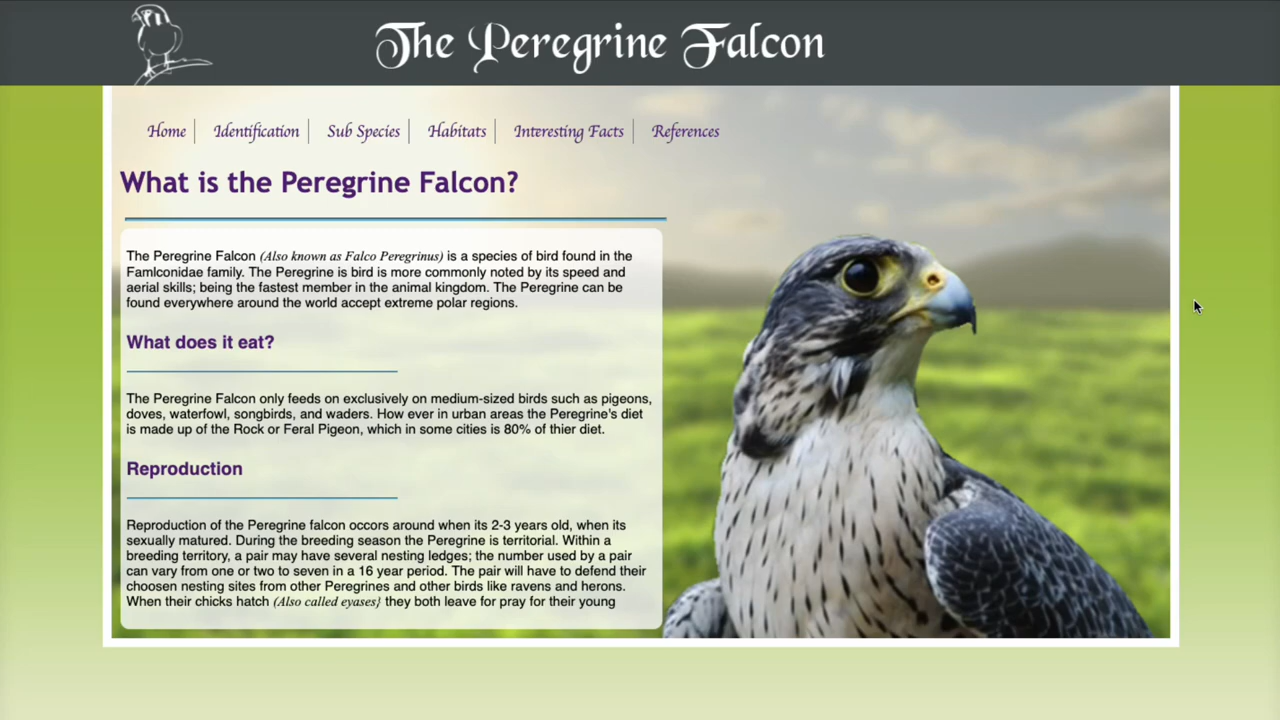 The Peregrine Falcon
Home Identification Sub Species Habitats Interesting Facts References
What is the Peregrine Falcon?
The Peregrine Falcon (Also known as Falco Peregrinus) is a species of bird found in the
Famlconidae family. The Peregrine is bird is more commonly noted by its speed and
aerial skills; being the fastest member in the animal kingdom. The Peregrine can be
found everywhere around the world accept extreme polar regions.
What does it eat?
The Peregrine Falcon only feeds on exclusively on medium-sized birds such as pigeons,
doves, waterfowl, songbirds, and waders. How ever in urban areas the Peregrine's diet
is made up of the Rock or Feral Pigeon, which in some cities is 80% of thier diet.
Reproduction
Reproduction of the Peregrine falcon occors around when its 2-3 years old, when its
sexually matured. During the breeding season the Peregrine is territorial. Within a
breeding territory, a pair may have several nesting ledges; the number used by a pair
can vary from one or two to seven in a 16 year period. The pair will have to defend their
choosen nesting sites from other Peregrines and other birds like ravens and herons.
When their chicks hatch (Also called eyases) they both leave for pray for their young